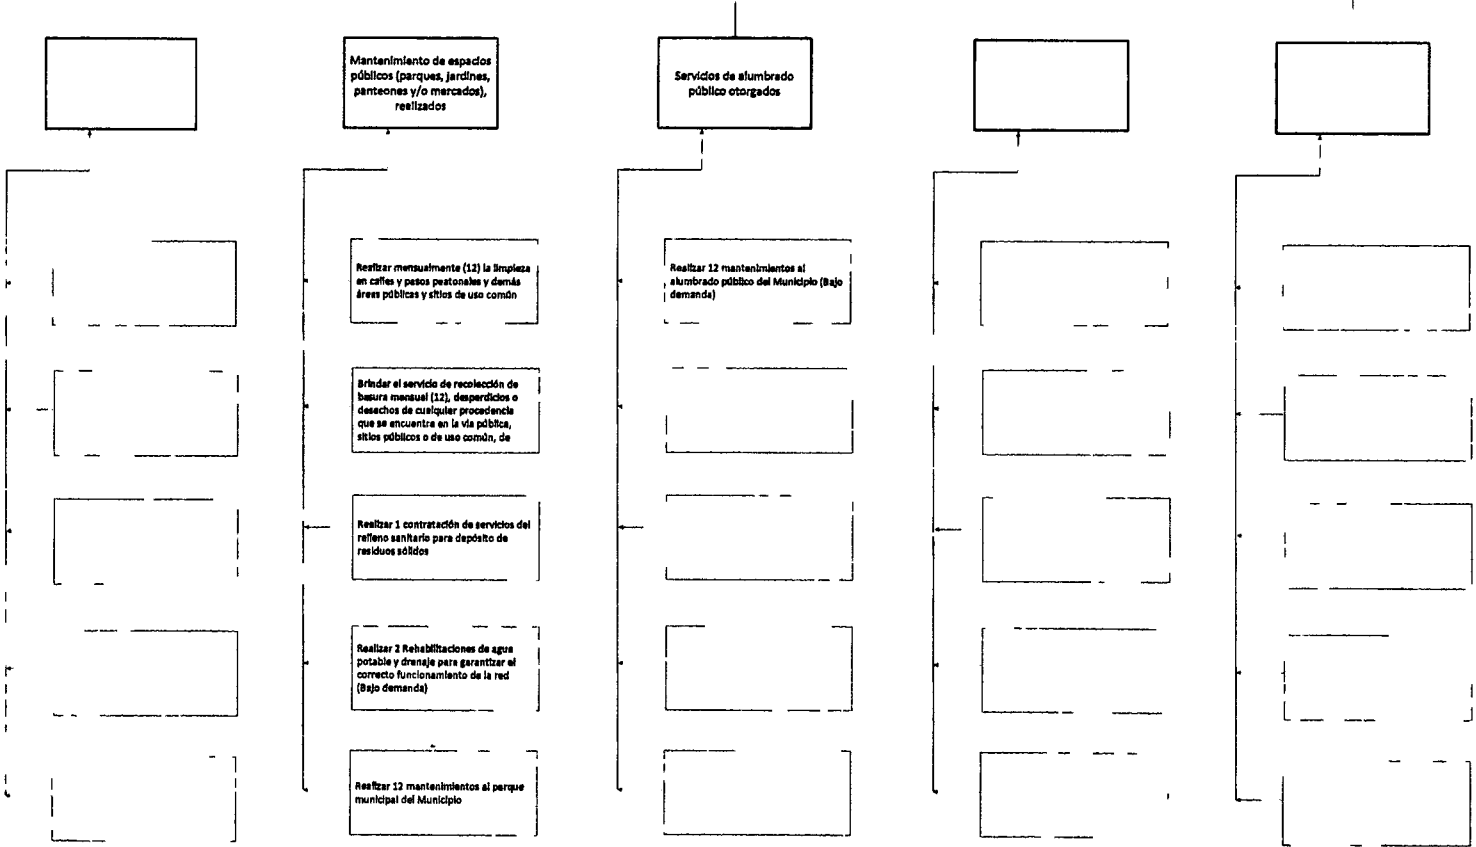 Mantenimiento de espacios
públicos (parques, jardines,
panteones y/o mercados),
realizados
Servicios de alumbrado
público otorgados
Realizar mensualmente (12) la limpieza
en calles y pasos peatonales y demás
áreas públicas y sitios de uso común
Realizar 12 mantenimientos al
alumbrado público del Municipio (Bajo
demanda)
Brindar el servicio de recolección de
basura mensual (12), desperdicios o
desechos de cualquier procedencia
que se encuentra en la vía pública,
sitios públicos o de uso común, de
Realizar 1 contratación de servicios del
relleno sanitario para depósito de
residuos sólidos
Realizar 2 Rehabilitaciones de agua
potable y drenaje para garantizar el
correcto funcionamiento de la red
(Bajo demanda)
Realizar 12 mantenimientos al parque
municipal del Municipio